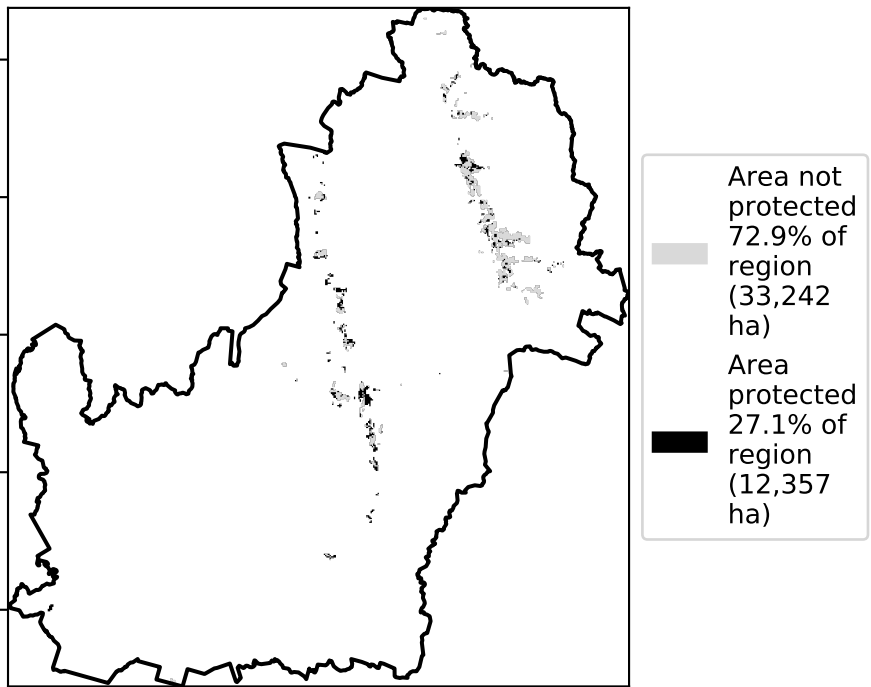 Area not
protected
72.9% of
region
(33,242
ha)
Area
protected
27.1% of
region
(12,357
ha)